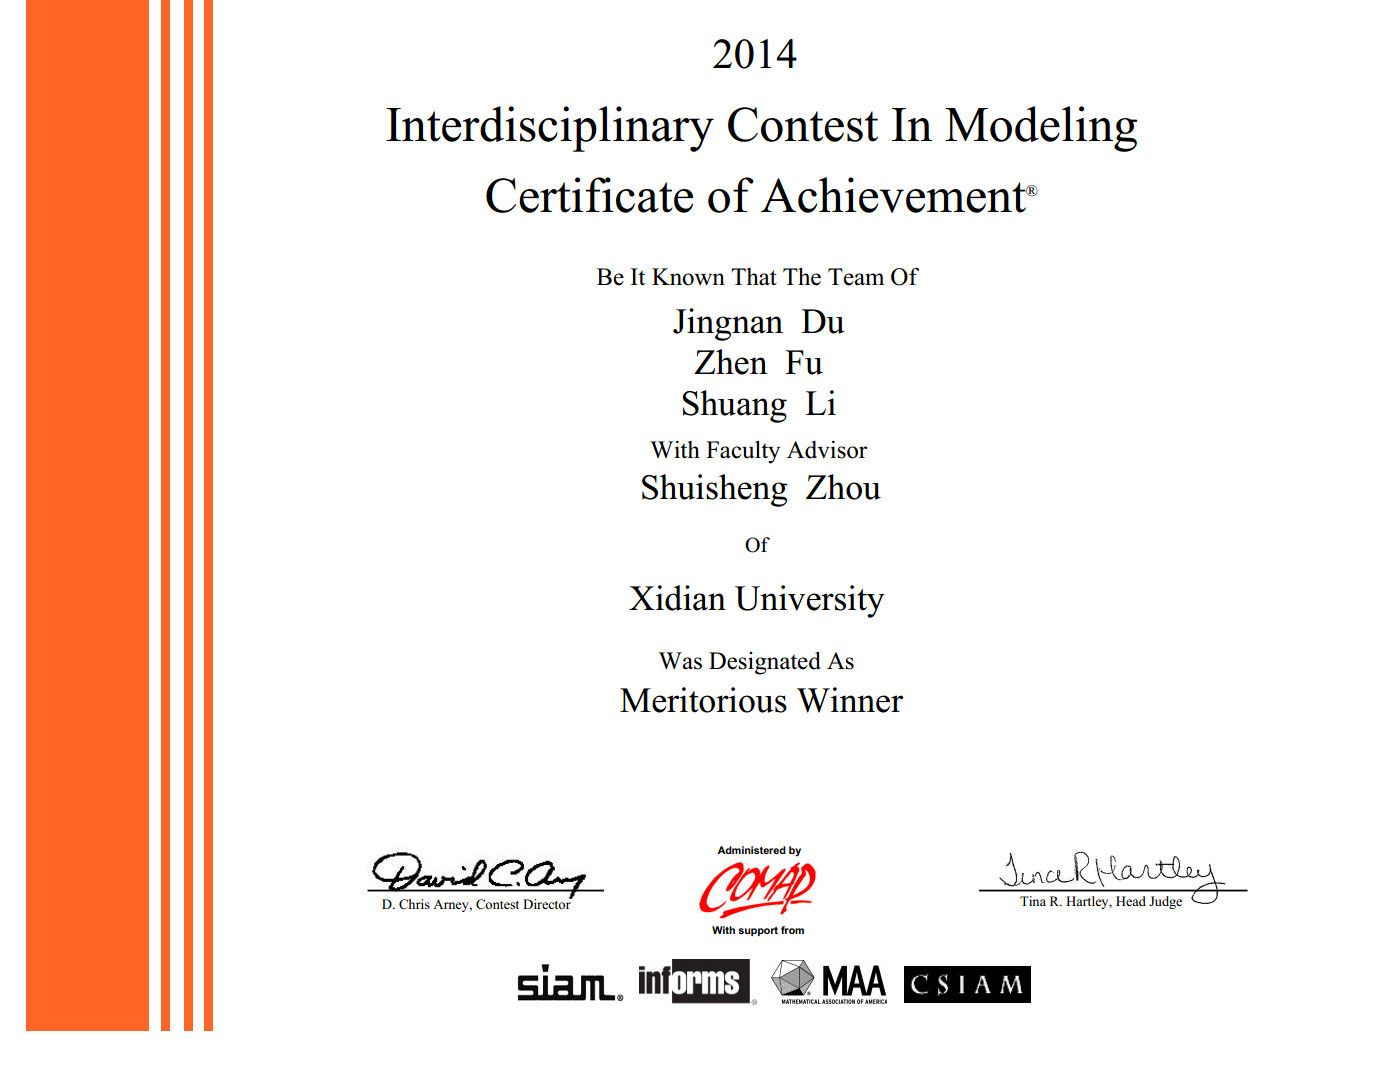 2014
Interdisciplinary Contest In Modeling
Certificate of Achievement®
Be It Known That The Team Of
Jingnan Du
Zhen Fu
Shuang Li
With Faculty Advisor
Shuisheng Zhou
Of
Xidian University
Was Designated As
Meritorious Winner
David C. Arney
D. Chris Arney, Contest Director
Administered by
COMAP
With support from
Tina R Hartley
Tina R. Hartley, Head Judge
siam®
informs®
MAA
MATHEMATICAL ASSOCIATION OF AMERICA
CSIAM